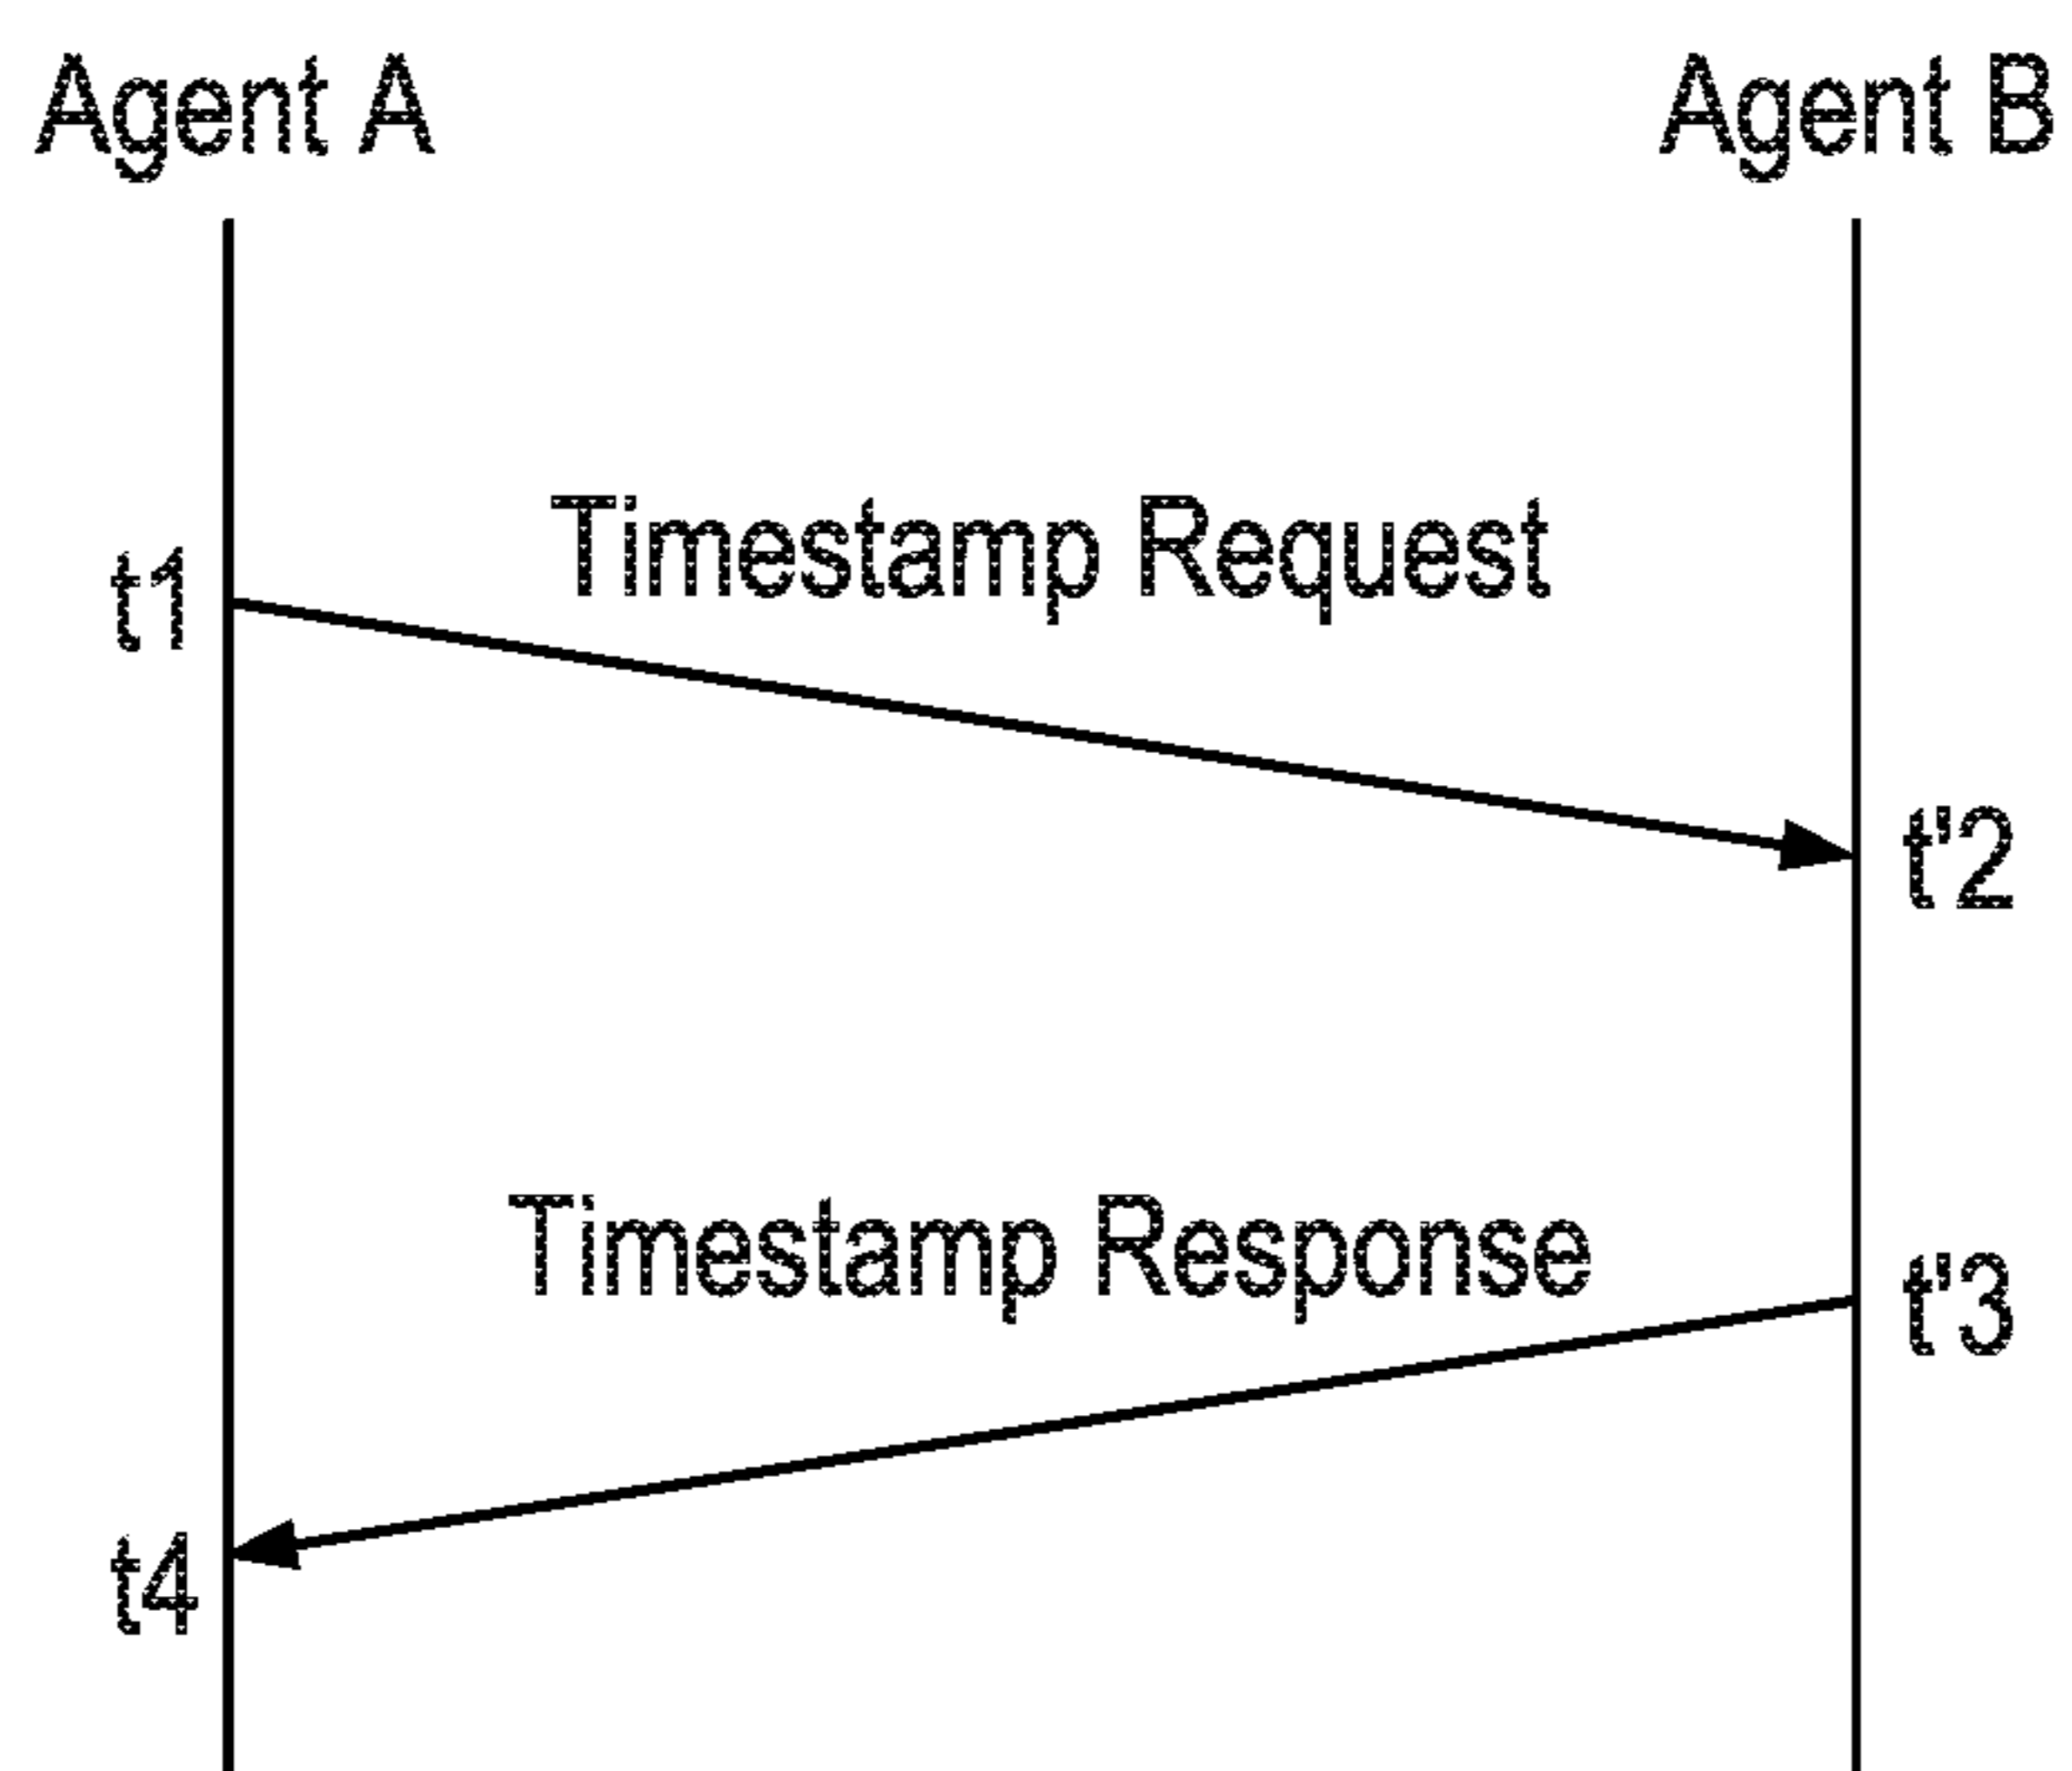 Agent A
Agent B
Timestamp Request
t1
t'2
Timestamp Response
t'3
t4